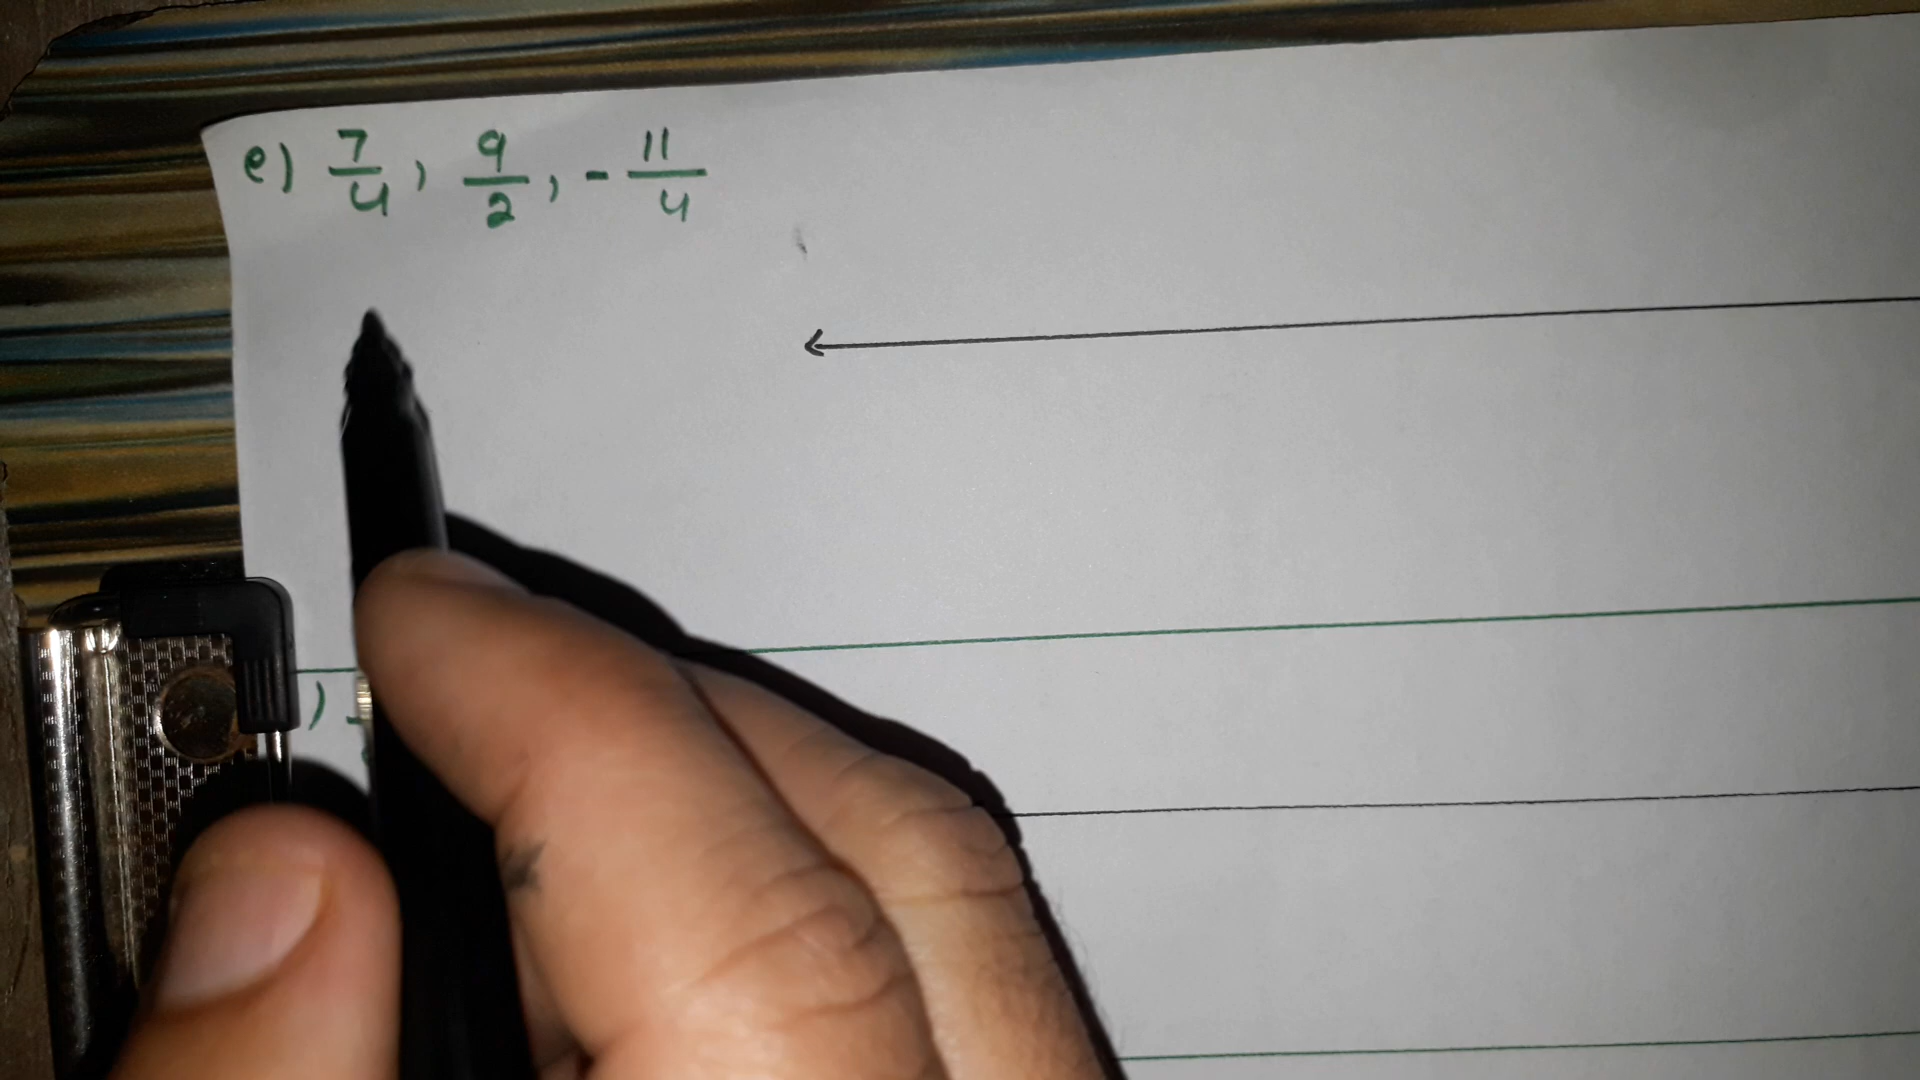 e) 7/4, 9/2, - 11/4
)